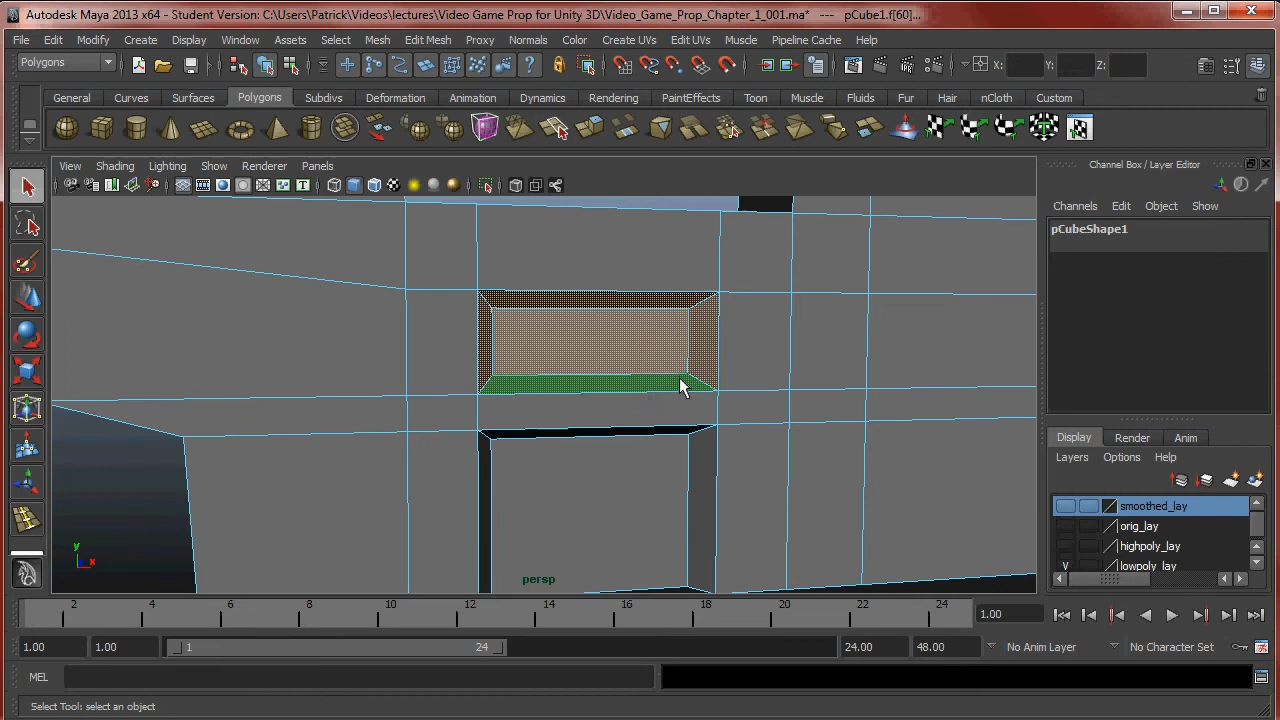 Autodesk Maya 2013 x64 - Student Version: C:\Users\Patrick\Videos\lectures\Video Game Prop for Unity 3D\Video_Game_Prop_Chapter_1_001.ma* --- pCube1.f[60]...
File Edit Modify Create Display Window Assets Select Mesh Edit Mesh Proxy Normals Color Create UVs Edit UVs Muscle Pipeline Cache Help
Polygons X: Y: Z:
General Curves Surfaces Polygons Subdivs Deformation Animation Dynamics Rendering PaintEffects Toon Muscle Fluids Fur Hair nCloth Custom
View Shading Lighting Show Renderer Panels
Channel Box / Layer Editor
Channels Edit Object Show
pCubeShape1
Display Render Anim
Layers Options Help
smoothed_lay
orig_lay
highpoly_lay
V lowpoly_lay
y
x
persp
2 4 6 8 10 12 14 16 18 20 22 24 1.00
1.00 1.00 1 24 24.00 48.00 No Anim Layer No Character Set
MEL
Select Tool: select an object